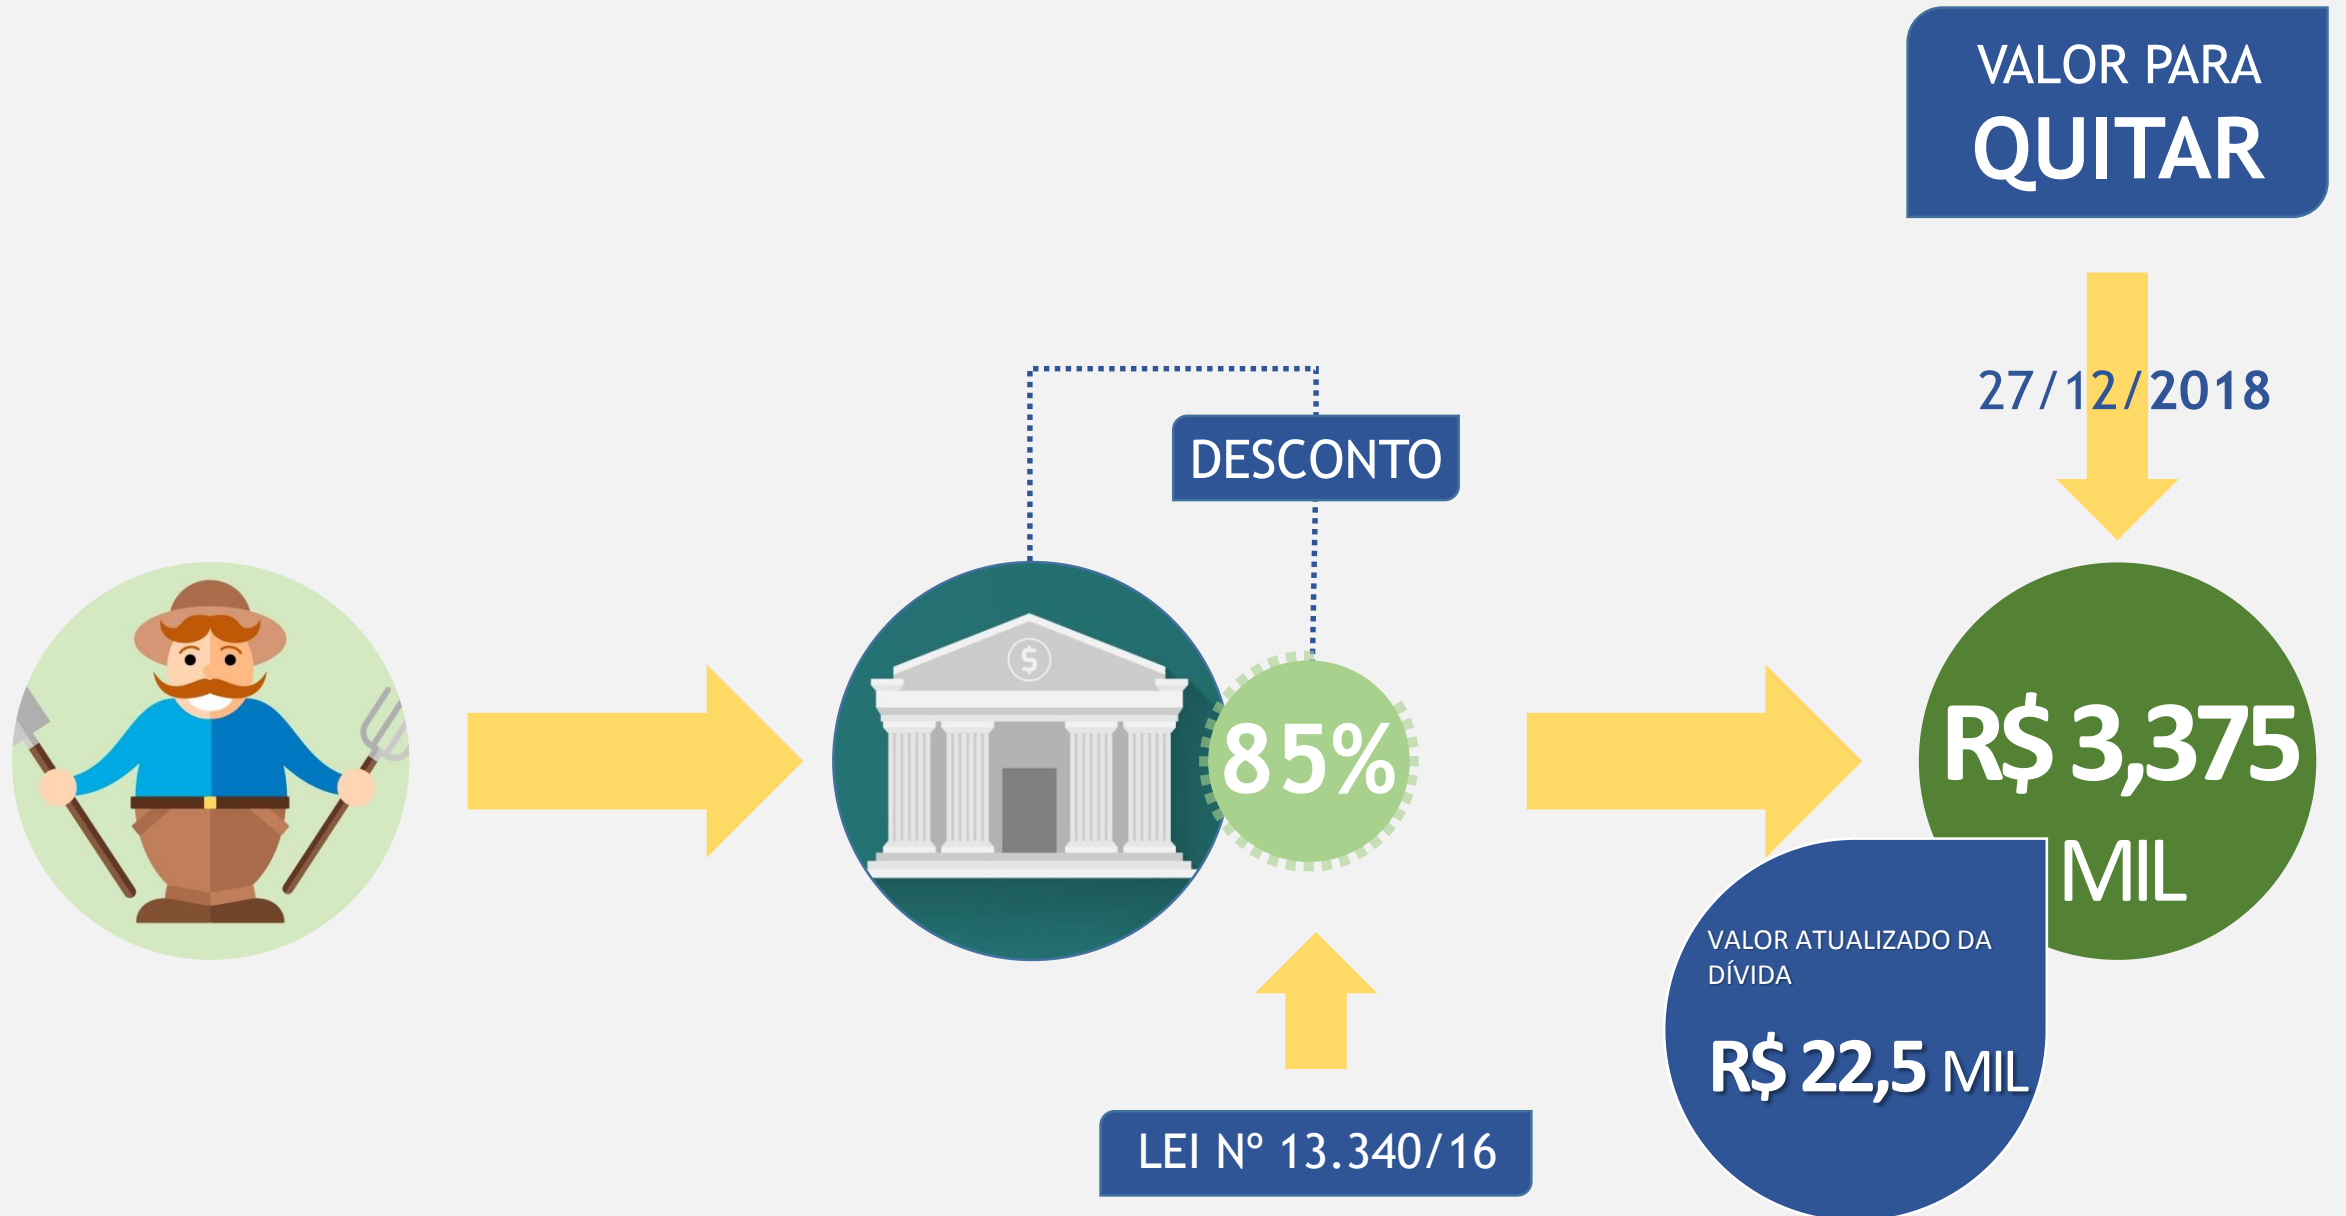 VALOR PARA
QUITAR
27/12/2018
DESCONTO
$
85%
R$ 3,375
MIL
VALOR ATUALIZADO DA
DÍVIDA
R$ 22,5 MIL
LEI Nº 13.340/16